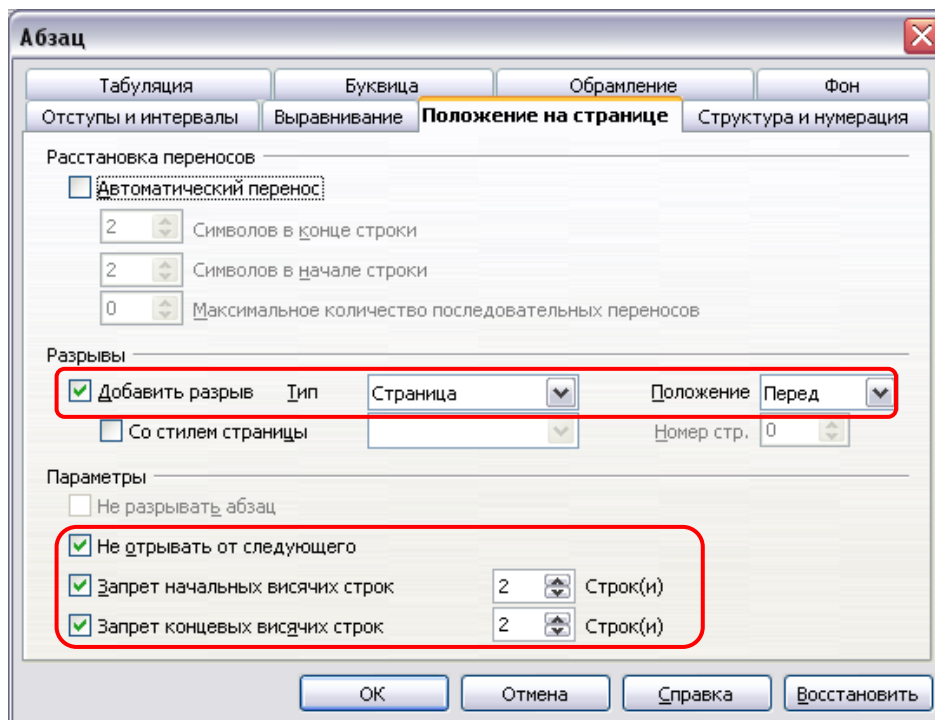 Абзац
Табуляция Буквица Обрамление Фон
Отступы и интервалы Выравнивание Положение на странице Структура и нумерация
Расстановка переносов
Автоматический перенос
2 Символов в конце строки
2 Символов в начале строки
0 Максимальное количество последовательных переносов
Разрывы
Добавить разрыв Тип Страница Положение Перед
Со стилем страницы Номер стр. 0
Параметры
Не разрывать абзац
Не отрывать от следующего
Запрет начальных висячих строк 2 Строк(и)
Запрет концевых висячих строк 2 Строк(и)
ОК Отмена Справка Восстановить